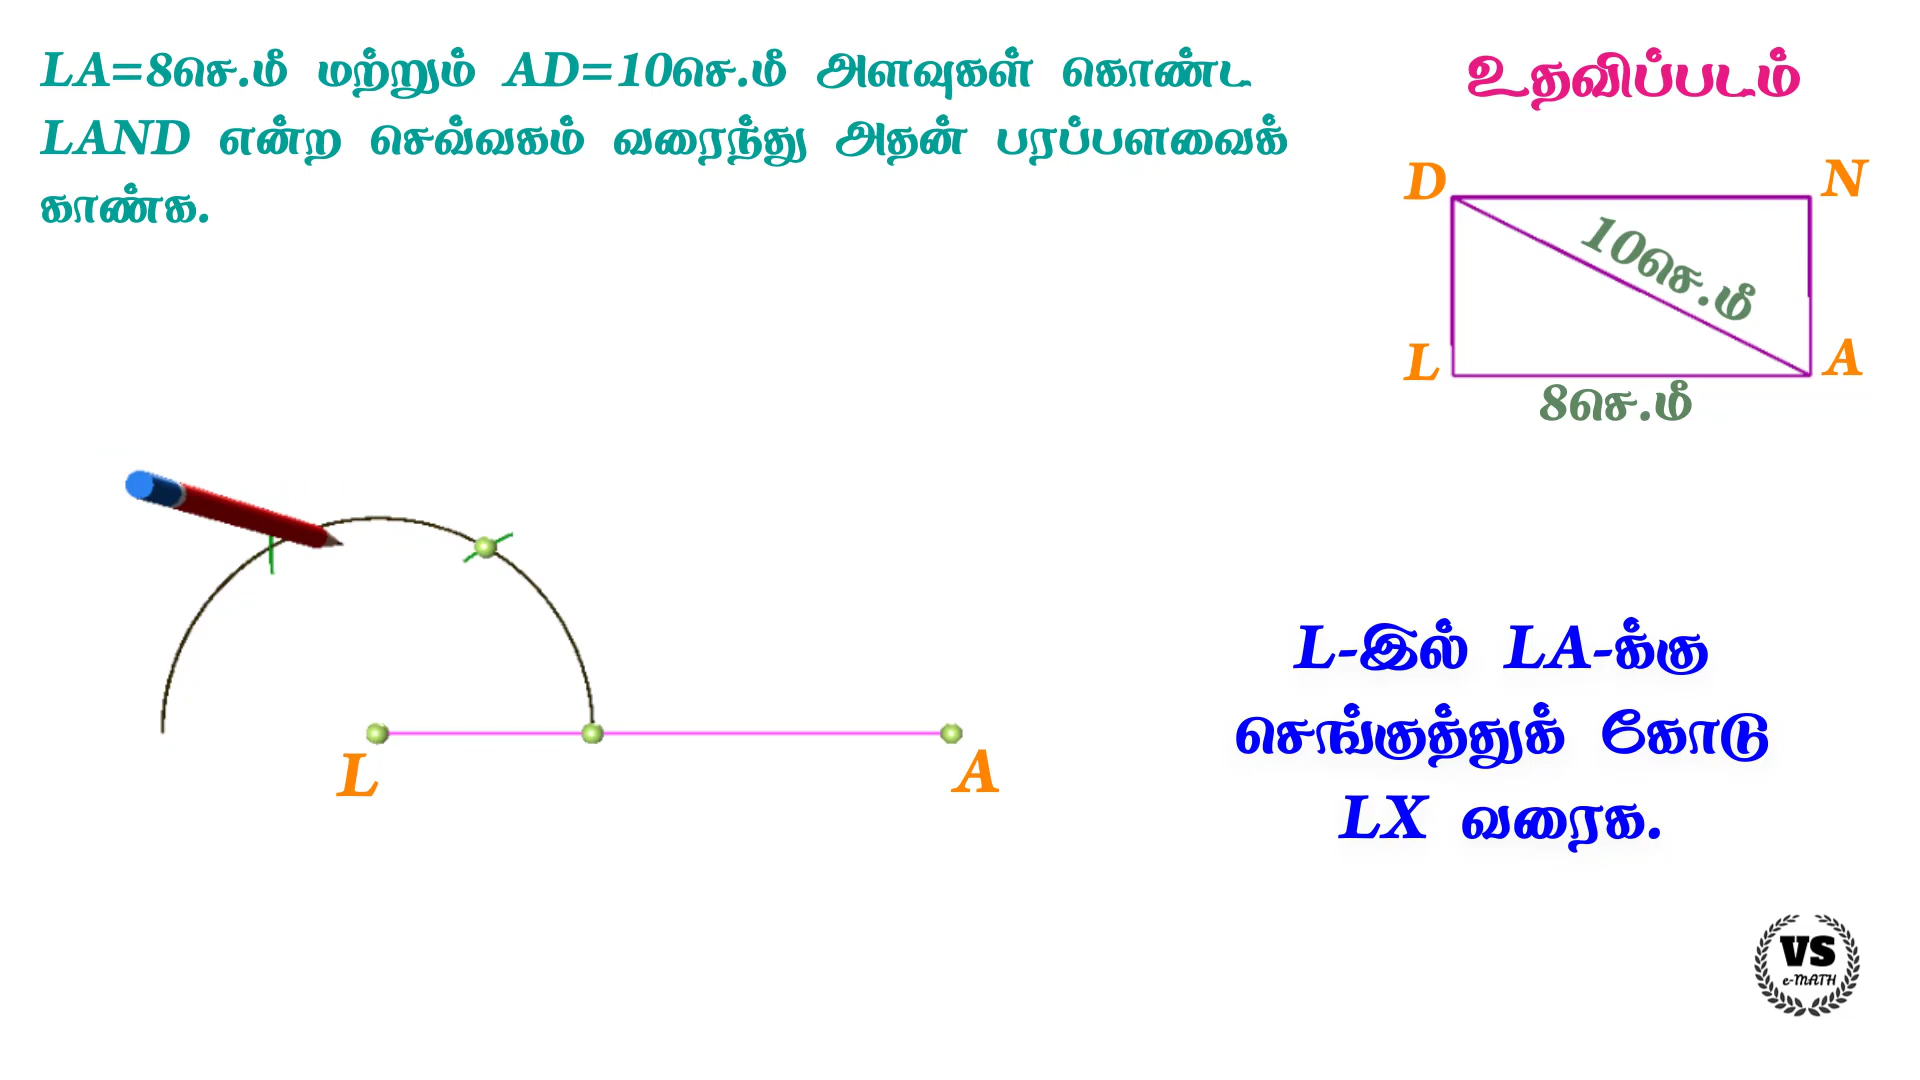 LA=8செ.மீ மற்றும் AD=10செ.மீ அளவுகள் கொண்ட
LAND என்ற செவ்வகம் வரைந்து அதன் பரப்பளவைக்
காண்க.
உதவிப்படம்
D
N
10செ.மீ
L
A
8செ.மீ
L
A
L-இல் LA-க்கு
செங்குத்துக் கோடு
LX வரைக.
VS
e-MATH